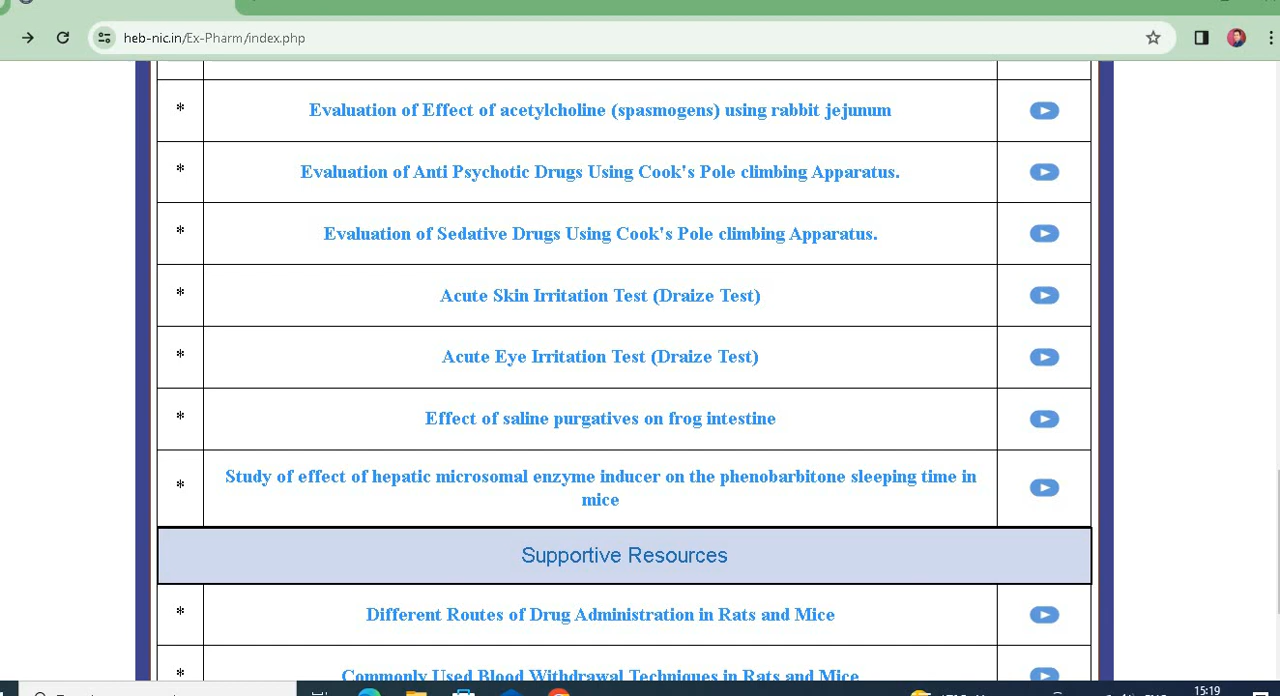 heb-nic.in/Ex-Pharm/index.php
* Evaluation of Effect of acetylcholine (spasmogens) using rabbit jejunum
* Evaluation of Anti Psychotic Drugs Using Cook's Pole climbing Apparatus.
* Evaluation of Sedative Drugs Using Cook's Pole climbing Apparatus.
* Acute Skin Irritation Test (Draize Test)
* Acute Eye Irritation Test (Draize Test)
* Effect of saline purgatives on frog intestine
* Study of effect of hepatic microsomal enzyme inducer on the phenobarbitone sleeping time in
mice
Supportive Resources
* Different Routes of Drug Administration in Rats and Mice
* Commonly Used Blood Withdrawal Techniques in Rats and Mice
15:19